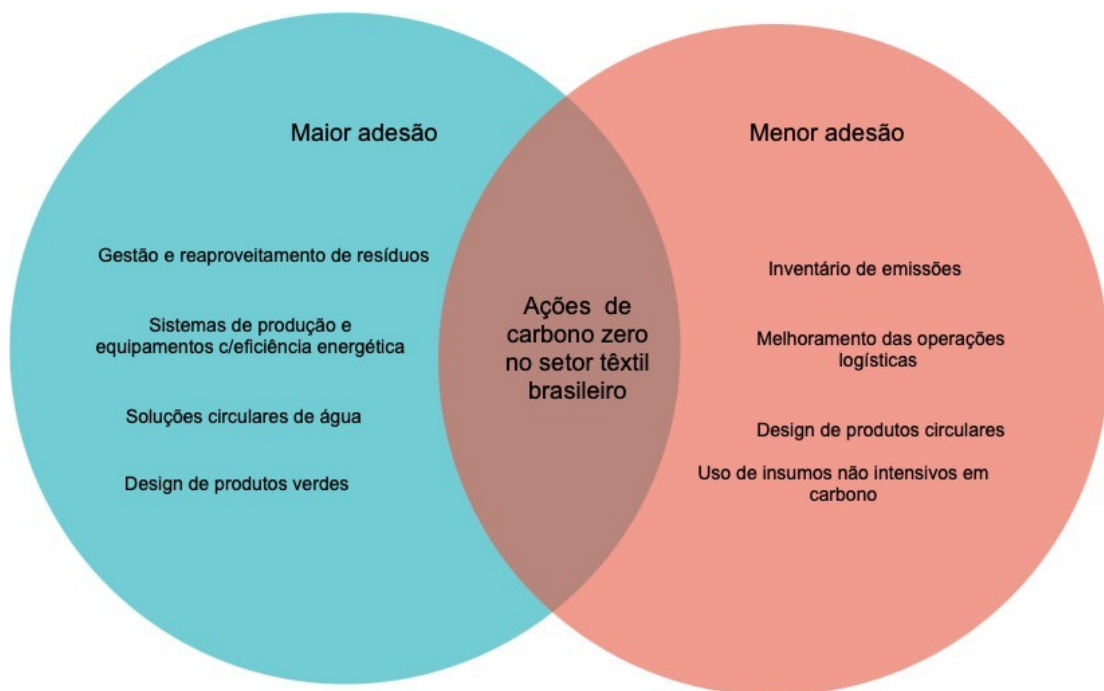 Maior adesão
Gestão e reaproveitamento de resíduos
Sistemas de produção e
equipamentos c/eficiência energética
Soluções circulares de água
Design de produtos verdes
Ações de
carbono zero
no setor têxtil
brasileiro
Menor adesão
Inventário de emissões
Melhoramento das operações
logísticas
Design de produtos circulares
Uso de insumos não intensivos em
carbono